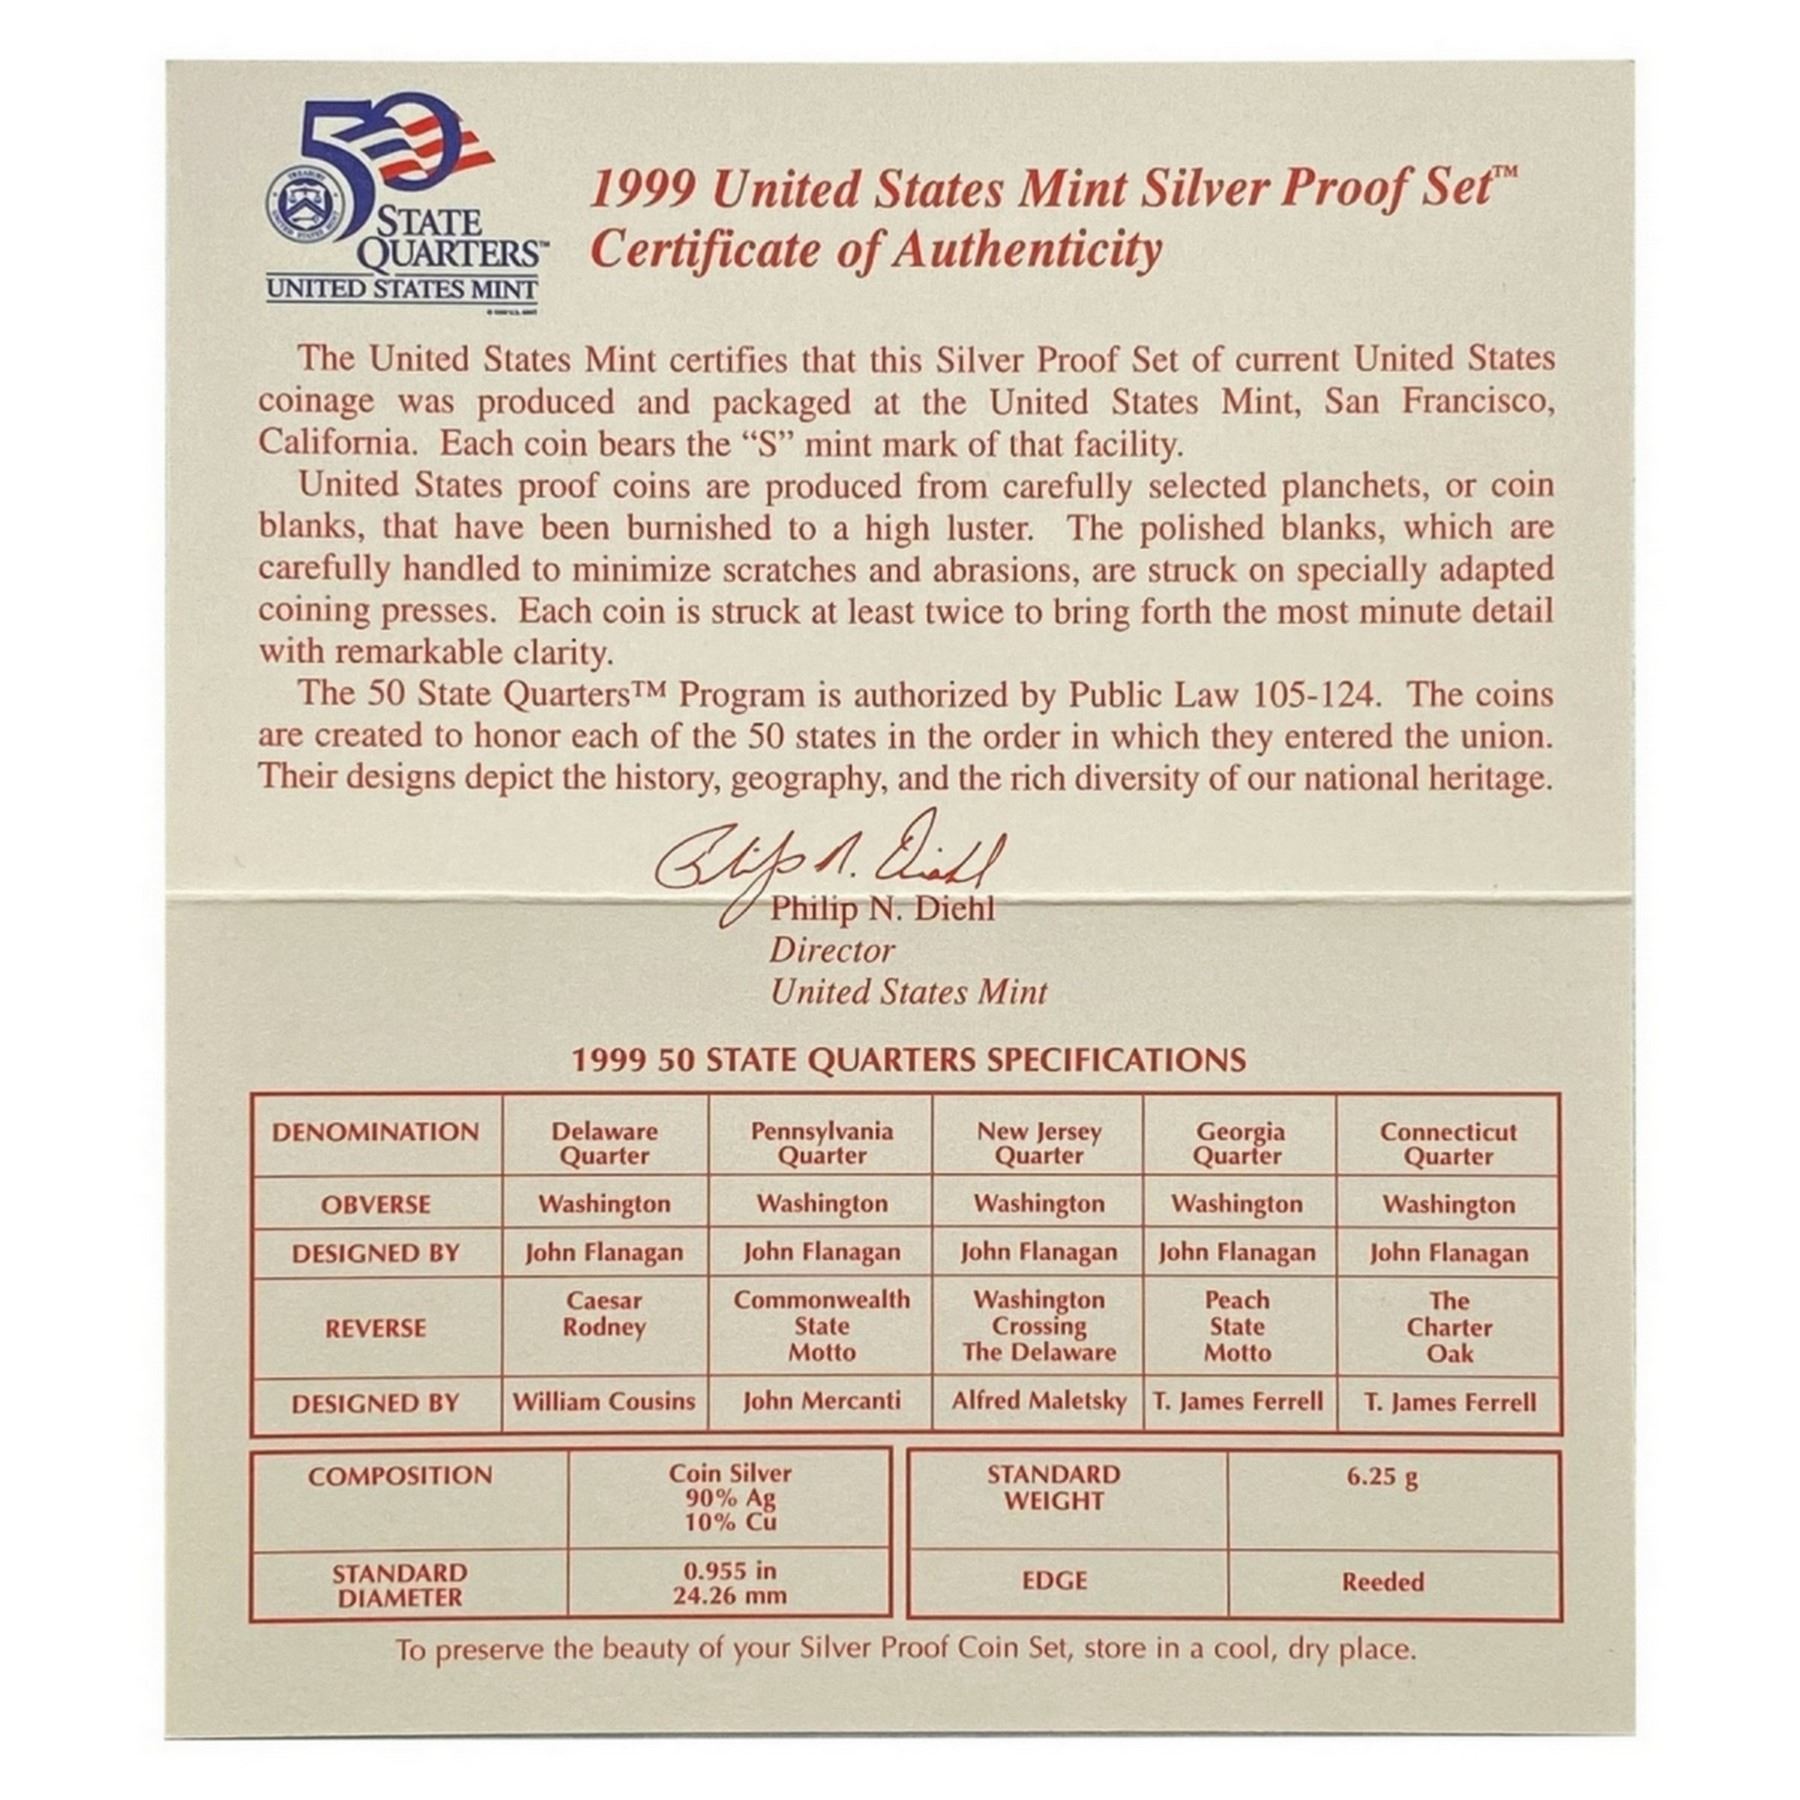 50
STATE
QUARTERS™
UNITED STATES MINT
1999 United States Mint Silver Proof Set™
Certificate of Authenticity
The United States Mint certifies that this Silver Proof Set of current United States
coinage was produced and packaged at the United States Mint, San Francisco,
California. Each coin bears the “S” mint mark of that facility.
United States proof coins are produced from carefully selected planchets, or coin
blanks, that have been burnished to a high luster. The polished blanks, which are
carefully handled to minimize scratches and abrasions, are struck on specially adapted
coining presses. Each coin is struck at least twice to bring forth the most minute detail
with remarkable clarity.
The 50 State Quarters™ Program is authorized by Public Law 105-124. The coins
are created to honor each of the 50 states in the order in which they entered the union.
Their designs depict the history, geography, and the rich diversity of our national heritage.
Philip N. Diehl
Philip N. Diehl
Director
United States Mint
1999 50 STATE QUARTERS SPECIFICATIONS
DENOMINATION Delaware Quarter Pennsylvania Quarter New Jersey Quarter Georgia Quarter Connecticut Quarter
OBVERSE Washington Washington Washington Washington Washington
DESIGNED BY John Flanagan John Flanagan John Flanagan John Flanagan John Flanagan
REVERSE Caesar Rodney Commonwealth State Motto Washington Crossing The Delaware Peach State Motto The Charter Oak
DESIGNED BY William Cousins John Mercanti Alfred Maletsky T. James Ferrell T. James Ferrell
COMPOSITION Coin Silver 90% Ag 10% Cu STANDARD WEIGHT 6.25 g
STANDARD DIAMETER 0.955 in 24.26 mm EDGE Reeded
To preserve the beauty of your Silver Proof Coin Set, store in a cool, dry place.